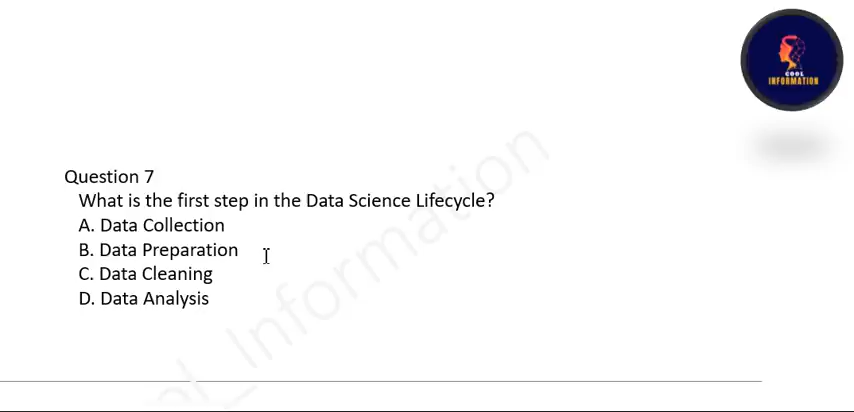 COOL
INFORMATION
Question 7
What is the first step in the Data Science Lifecycle?
A. Data Collection
B. Data Preparation
C. Data Cleaning
D. Data Analysis
al_Information